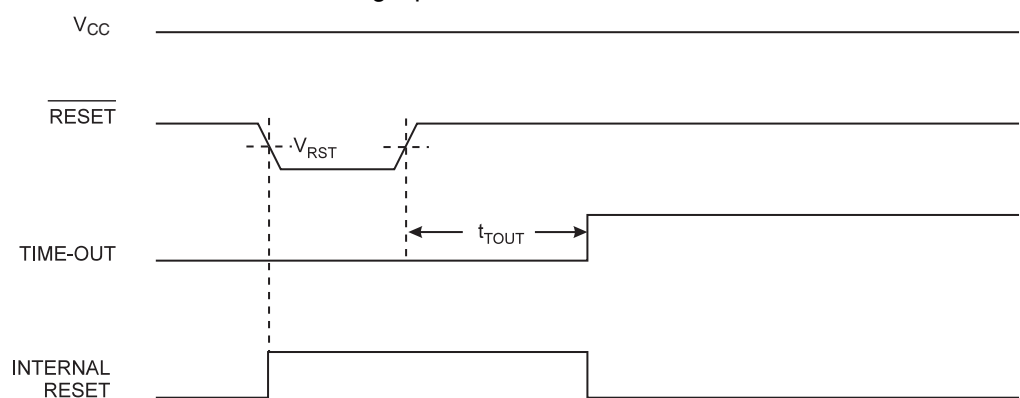 VCC
RESET
VRST
tTOUT
TIME-OUT
INTERNAL
RESET